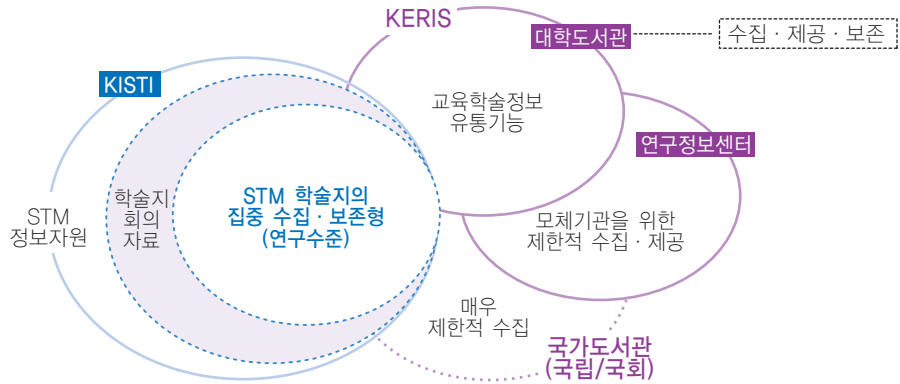 KERIS
대학도서관
수집 · 제공 · 보존
KISTI
교육학술정보
유통기능
연구정보센터
STM
정보자원
학술지
회의
자료
STM 학술지의
집중 수집 · 보존형
(연구수준)
모체기관을 위한
제한적 수집 · 제공
매우
제한적 수집
국가도서관
(국립/국회)